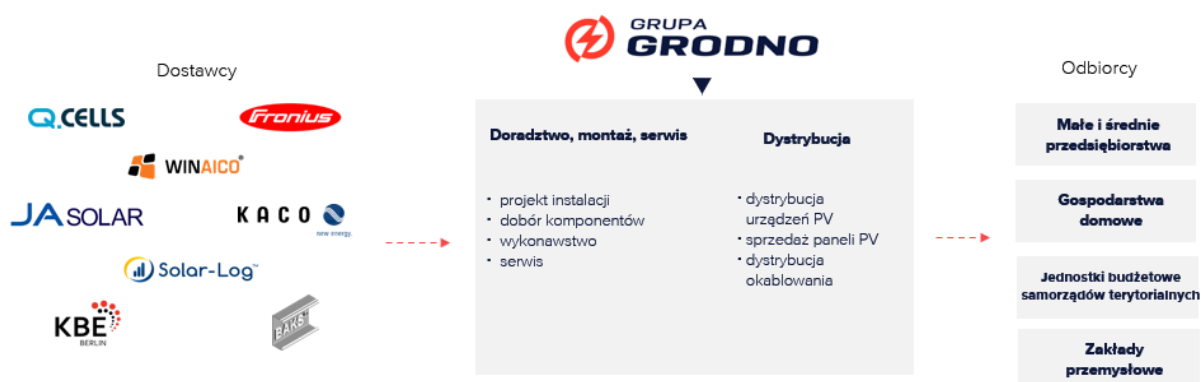 GRUPA
GRODNO
Dostawcy
Q.CELLS
Fronius
WINAICO®
JA SOLAR
KACO
new energy.
Solar-Log™
KBE
BERLIN
BAKS
Doradztwo, montaż, serwis
• projekt instalacji
• dobór komponentów
• wykonawstwo
• serwis
Dystrybucja
• dystrybucja
urządzeń PV
• sprzedaż paneli PV
• dystrybucja
okablowania
Odbiorcy
Małe i średnie
przedsiębiorstwa
Gospodarstwa
domowe
Jednostki budżetowe
samorządów terytorialnych
Zakłady
przemysłowe